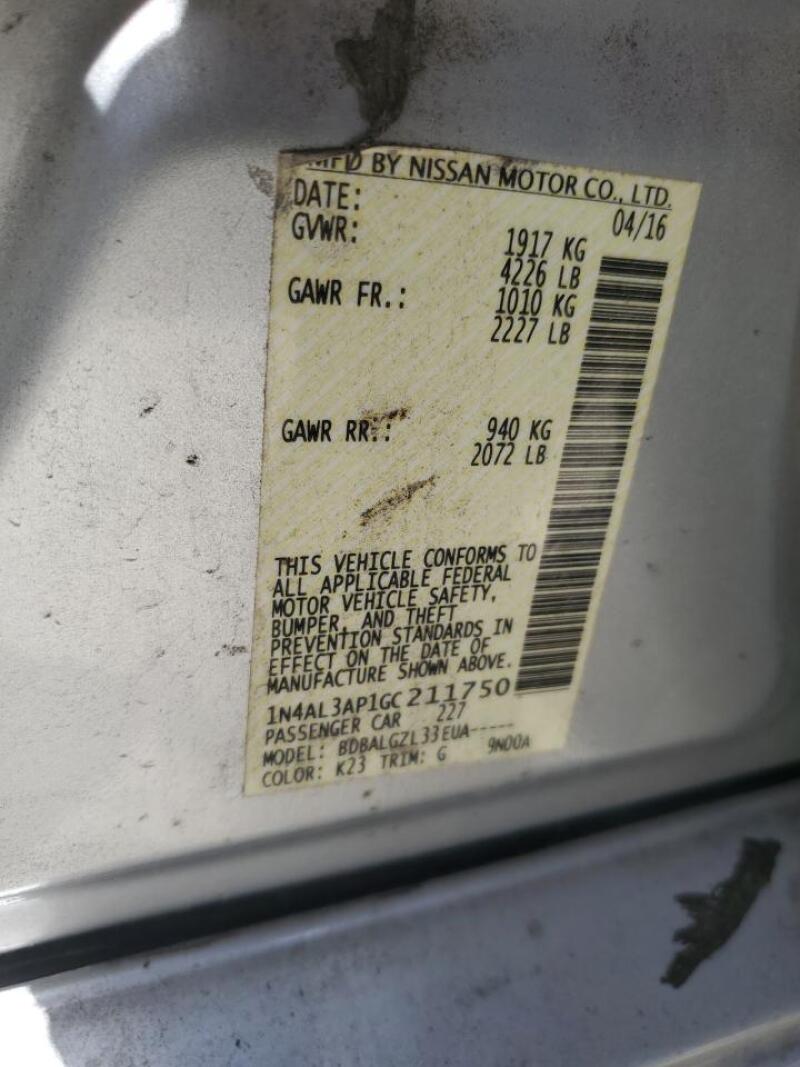 MFD BY NISSAN MOTOR CO., LTD.
DATE: 04/16
GVWR: 1917 KG
4226 LB
GAWR FR.: 1010 KG
2227 LB
GAWR RR.: 940 KG
2072 LB
THIS VEHICLE CONFORMS TO
ALL APPLICABLE FEDERAL
MOTOR VEHICLE SAFETY,
BUMPER, AND THEFT
PREVENTION STANDARDS IN
EFFECT ON THE DATE OF
MANUFACTURE SHOWN ABOVE.
1N4AL3AP1GC211750
PASSENGER CAR 227
MODEL: BDBALGZL33EUA-----
COLOR: K23 TRIM: G 9N00A